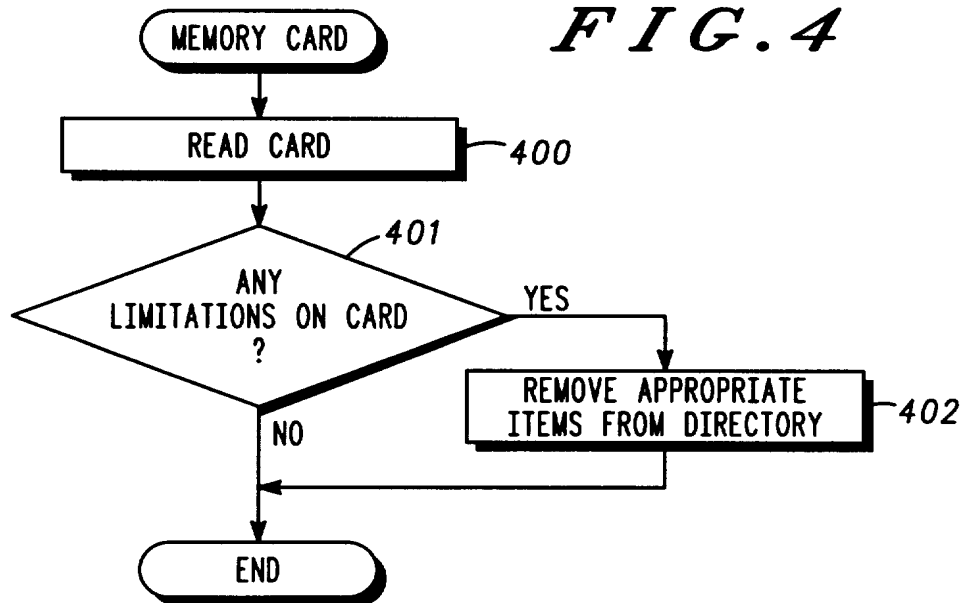 FIG.4
MEMORY CARD
READ CARD
400
401
ANY
LIMITATIONS ON CARD
?
YES
REMOVE APPROPRIATE
ITEMS FROM DIRECTORY
402
NO
END